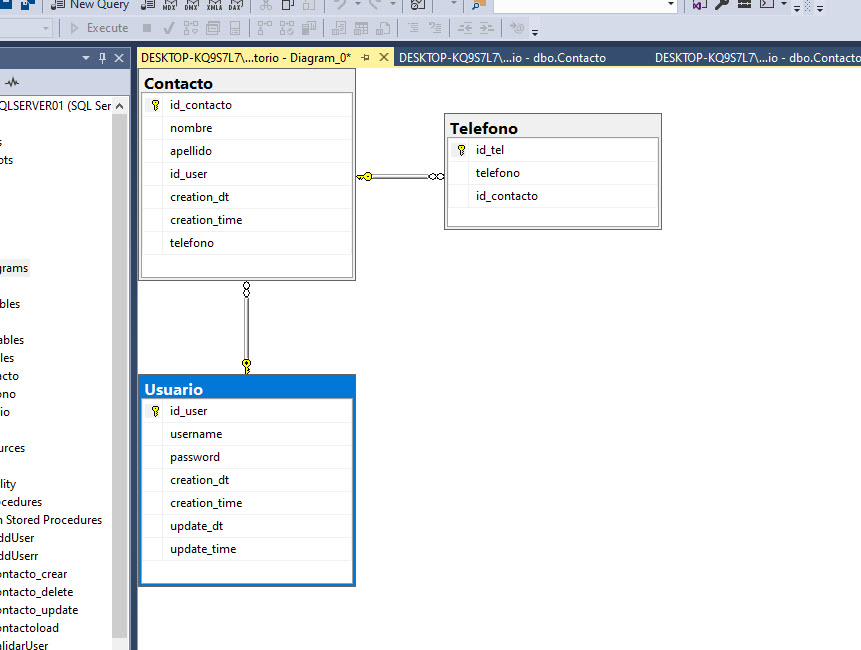 New Query
MDX
DMX
XMLA
DAX
Execute
DESKTOP-KQ9S7L7\...torio - Diagram_0*
DESKTOP-KQ9S7L7\...io - dbo.Contacto
DESKTOP-KQ9S7L7\...io - dbo.Contacto
QLSERVER01 (SQL Ser
s
ots
grams
bles
ables
les
acto
ono
io
urces
lity
ocedures
n Stored Procedures
ddUser
ddUserr
ontacto_crear
ontacto_delete
ontacto_update
ontactoload
alidarUser
Contacto
id_contacto
nombre
apellido
id_user
creation_dt
creation_time
telefono
Telefono
id_tel
telefono
id_contacto
Usuario
id_user
username
password
creation_dt
creation_time
update_dt
update_time